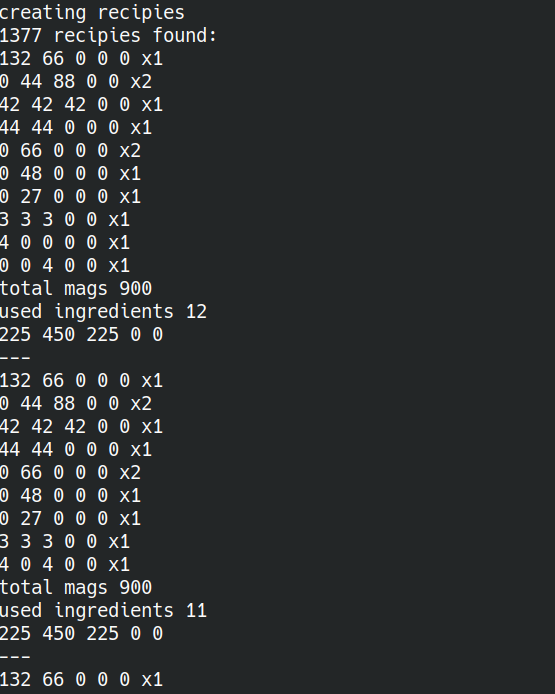 creating recipies
1377 recipies found:
132 66 0 0 0 x1
0 44 88 0 0 x2
42 42 42 0 0 x1
44 44 0 0 0 x1
0 66 0 0 0 x2
0 48 0 0 0 x1
0 27 0 0 0 x1
3 3 3 0 0 x1
4 0 0 0 0 x1
0 0 4 0 0 x1
total mags 900
used ingredients 12
225 450 225 0 0
---
132 66 0 0 0 x1
0 44 88 0 0 x2
42 42 42 0 0 x1
44 44 0 0 0 x1
0 66 0 0 0 x2
0 48 0 0 0 x1
0 27 0 0 0 x1
3 3 3 0 0 x1
4 0 4 0 0 x1
total mags 900
used ingredients 11
225 450 225 0 0
---
132 66 0 0 0 x1